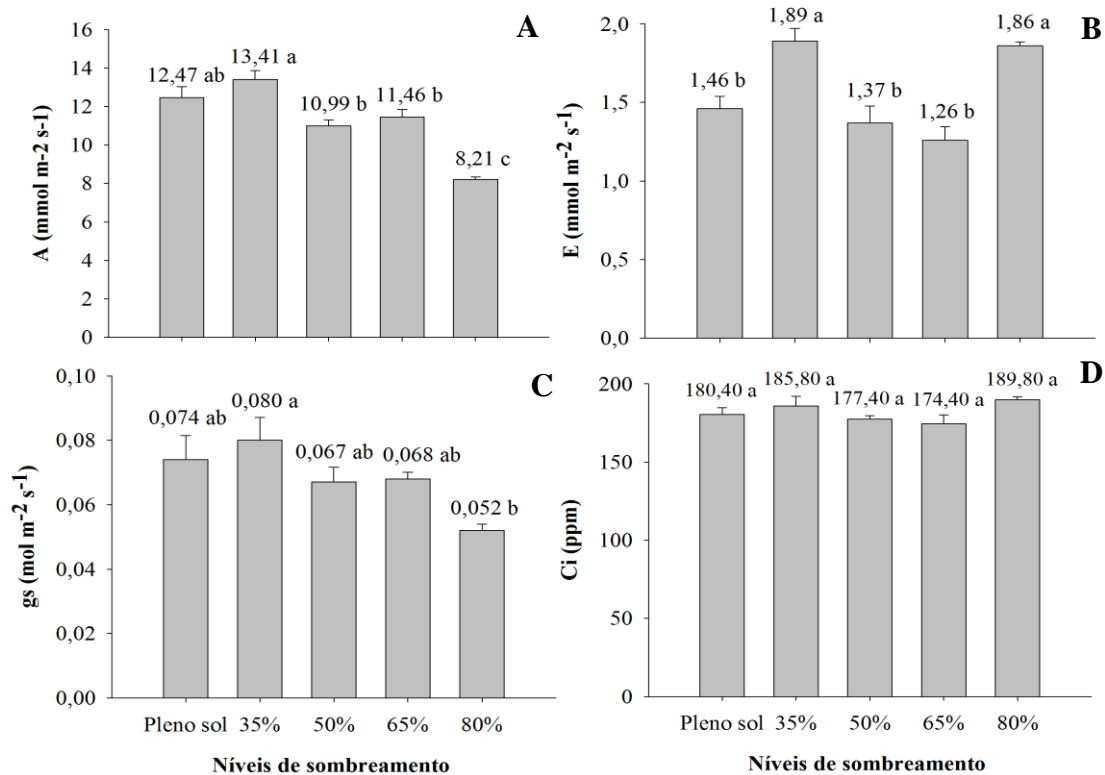 A
16
14
12
10
8
6
4
2
0
A (mmol m-2 s-1)
12,47 ab
13,41 a
10,99 b
11,46 b
8,21 c
B
2,0
1,5
1,0
0,5
0,0
E (mmol m-2 s-1)
1,46 b
1,89 a
1,37 b
1,26 b
1,86 a
C
0,10
0,08
0,06
0,04
0,02
0,00
gs (mol m-2 s-1)
0,074 ab
0,080 a
0,067 ab
0,068 ab
0,052 b
Pleno sol 35% 50% 65% 80%
Níveis de sombreamento
D
200
150
100
50
0
Ci (ppm)
180,40 a
185,80 a
177,40 a
174,40 a
189,80 a
Pleno sol 35% 50% 65% 80%
Níveis de sombreamento